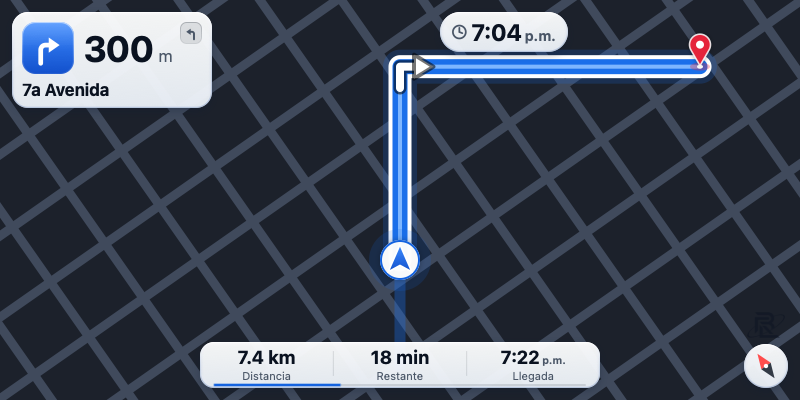 300 m
7a Avenida
7:04 p.m.
7.4 km
Distancia
18 min
Restante
7:22 p.m.
Llegada